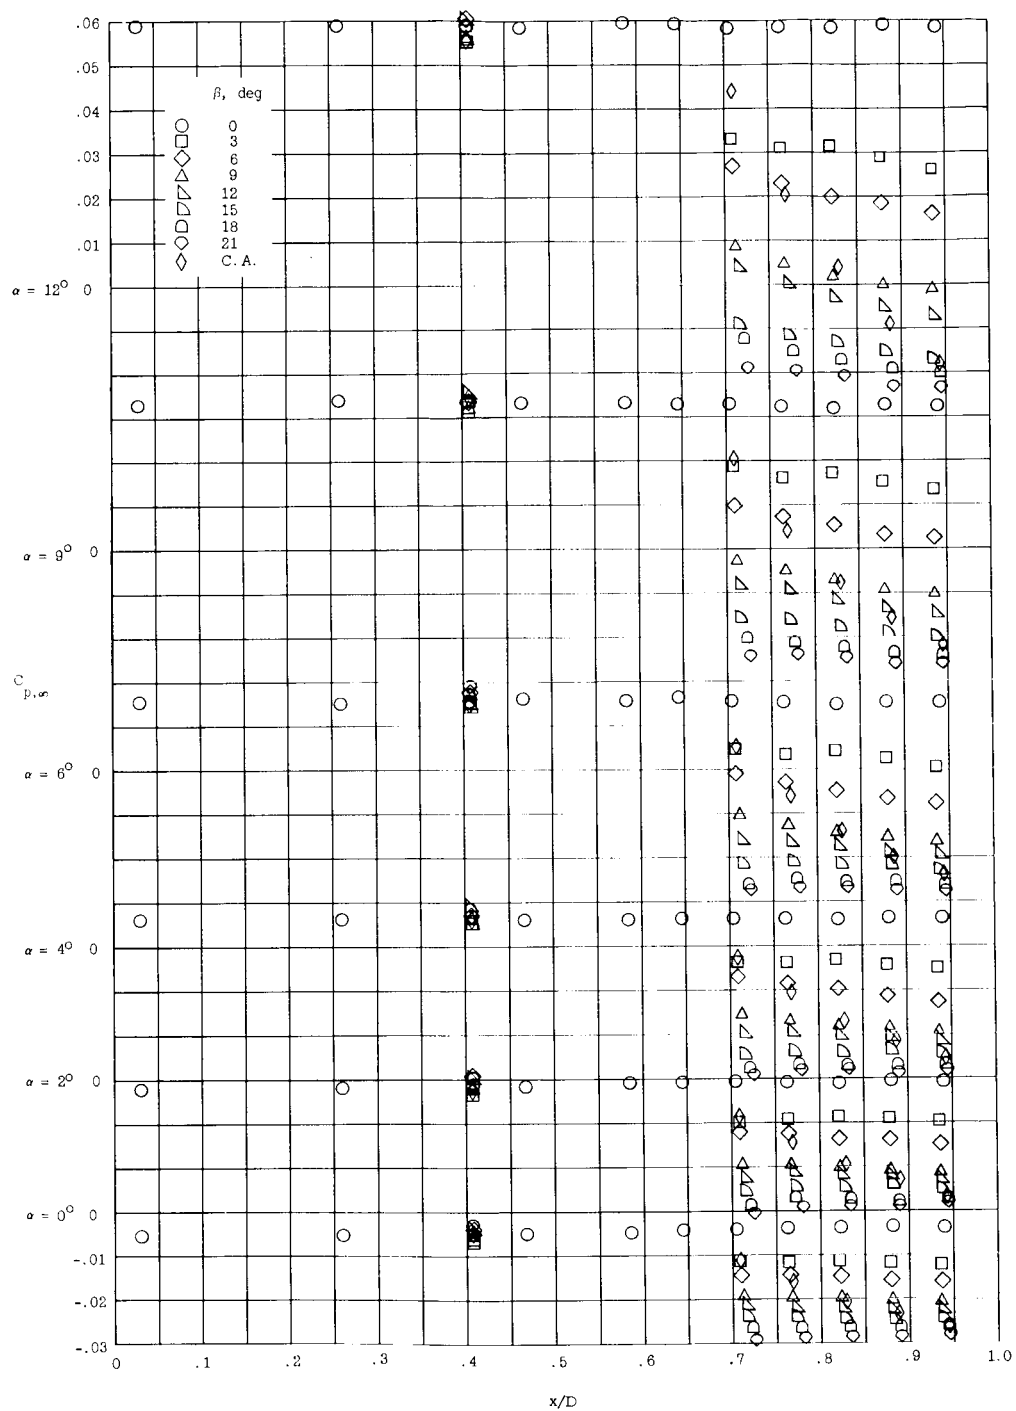 .06
.05
β, deg
0
.04
3
6
.03
9
12
.02
15
18
.01
21
C.A.
α = 12° 0
α = 9° 0
C p,∞
α = 6° 0
α = 4° 0
α = 2° 0
α = 0° 0
-.01
-.02
-.03
0 .1 .2 .3 .4 .5 .6 .7 .8 .9 1.0
x/D